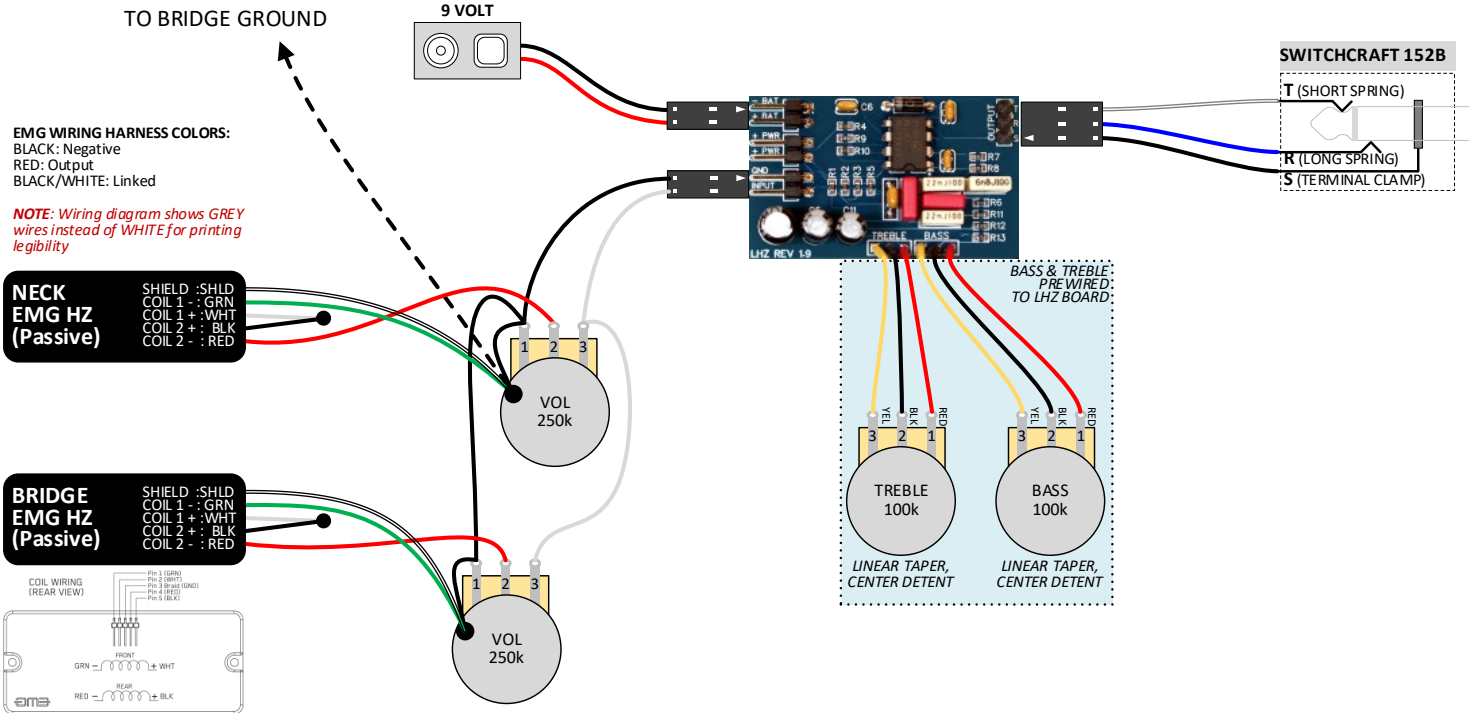 TO BRIDGE GROUND
9 VOLT
SWITCHCRAFT 152B
T (SHORT SPRING)
R (LONG SPRING)
S (TERMINAL CLAMP)
EMG WIRING HARNESS COLORS:
BLACK: Negative
RED: Output
BLACK/WHITE: Linked
NOTE: Wiring diagram shows GREY
wires instead of WHITE for printing
legibility
- BAT
+ BAT
+ PWR
+ PWR
GND
INPUT
C6
R4
R9
R10
R1
R2
R3
R5
OUTPUT
R
S
R7
R8
22nJ100
6n8J100
22nJ100
R6
R11
R12
R13
C11
TREBLE
BASS
LHZ REV 1-9
NECK
EMG HZ
(Passive)
SHIELD :SHLD
COIL 1 - : GRN
COIL 1 + :WHT
COIL 2 + : BLK
COIL 2 - : RED
1
2
3
VOL
250k
BASS & TREBLE
PREWIRED
TO LHZ BOARD
YEL
BLK
RED
3
2
1
TREBLE
100k
LINEAR TAPER,
CENTER DETENT
YEL
BLK
RED
3
2
1
BASS
100k
LINEAR TAPER,
CENTER DETENT
BRIDGE
EMG HZ
(Passive)
SHIELD :SHLD
COIL 1 - : GRN
COIL 1 + :WHT
COIL 2 + : BLK
COIL 2 - : RED
1
2
3
VOL
250k
COIL WIRING
(REAR VIEW)
Pin 1 (GRN)
Pin 2 (WHT)
Pin 3 Braid (GND)
Pin 4 (RED)
Pin 5 (BLK)
FRONT
GRN − + WHT
REAR
RED − + BLK
EMG